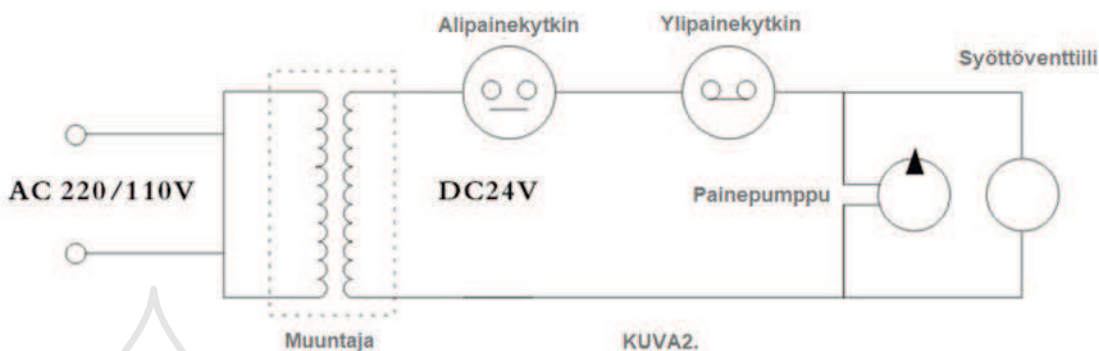 Alipainekytkin
Ylipainekytkin
Syöttöventtiili
AC 220/110V
DC24V
Painepumppu
Muuntaja
KUVA2.